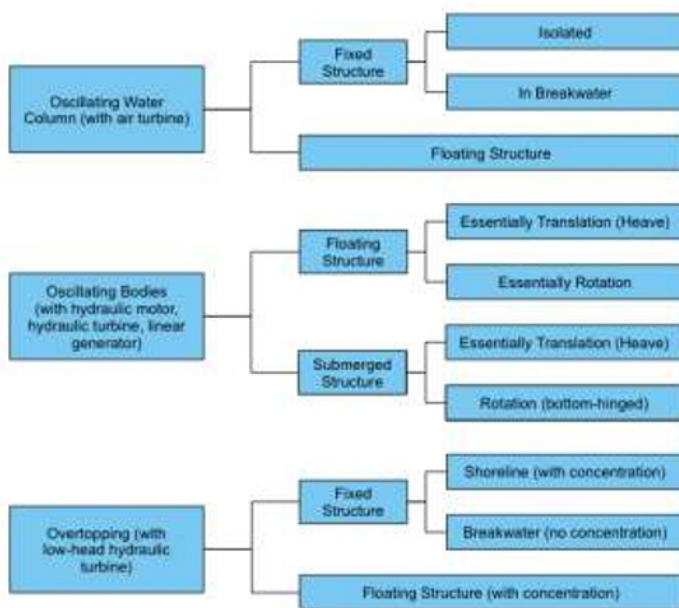 Isolated
Fixed
Structure
Oscillating Water
Column (with air turbine)
In Breakwater
Floating Structure
Essentially Translation (Heave)
Floating
Structure
Essentially Rotation
Oscillating Bodies
(with hydraulic motor,
hydraulic turbine, linear
generator)
Essentially Translation (Heave)
Submerged
Structure
Rotation (bottom-hinged)
Shoreline (with concentration)
Fixed
Structure
Breakwater (no concentration)
Overtopping (with
low-head hydraulic
turbine)
Floating Structure (with concentration)